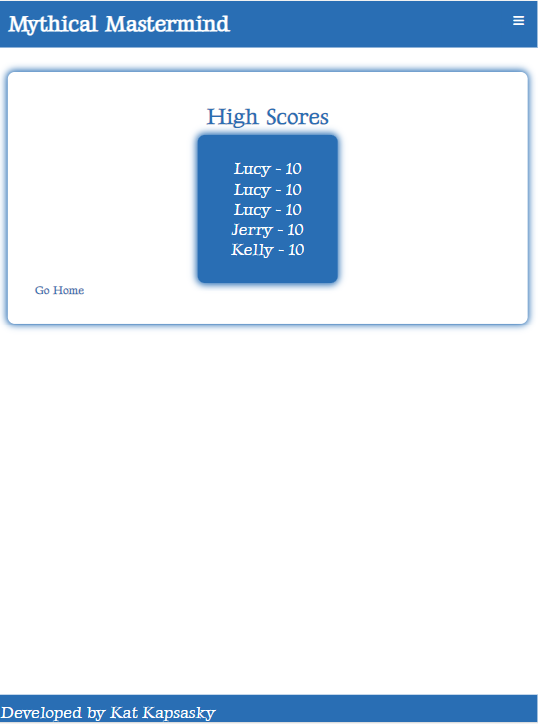 Mythical Mastermind
High Scores
Lucy - 10
Lucy - 10
Lucy - 10
Jerry - 10
Kelly - 10
Go Home
Developed by Kat Kapsasky